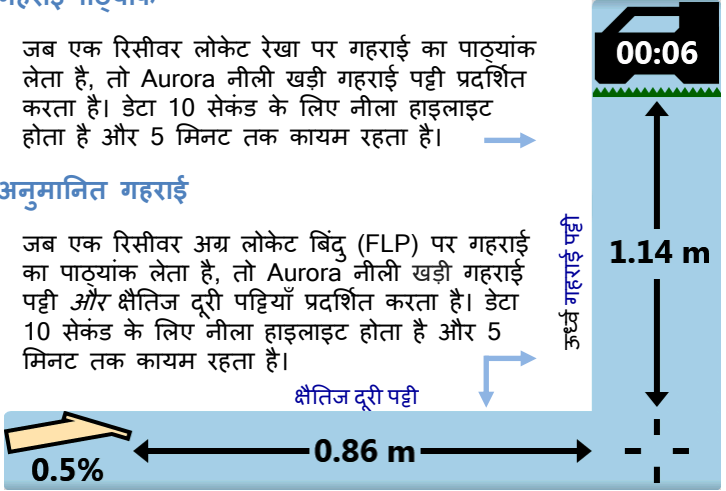 जब एक रिसीवर लोकेट रेखा पर गहराई का पाठ्यांक
लेता है, तो Aurora नीली खड़ी गहराई पट्टी प्रदर्शित
करता है। डेटा 10 सेकंड के लिए नीला हाइलाइट
होता है और 5 मिनट तक कायम रहता है।
अनुमानित गहराई
जब एक रिसीवर अग्र लोकेट बिंदु (FLP) पर गहराई
का पाठ्यांक लेता है, तो Aurora नीली खड़ी गहराई
पट्टी और क्षैतिज दूरी पट्टियाँ प्रदर्शित करता है। डेटा
10 सेकंड के लिए नीला हाइलाइट होता है और 5
मिनट तक कायम रहता है।
क्षैतिज दूरी पट्टी
ऊर्ध्व गहराई पट्टी
00:06
1.14 m
0.86 m
0.5%